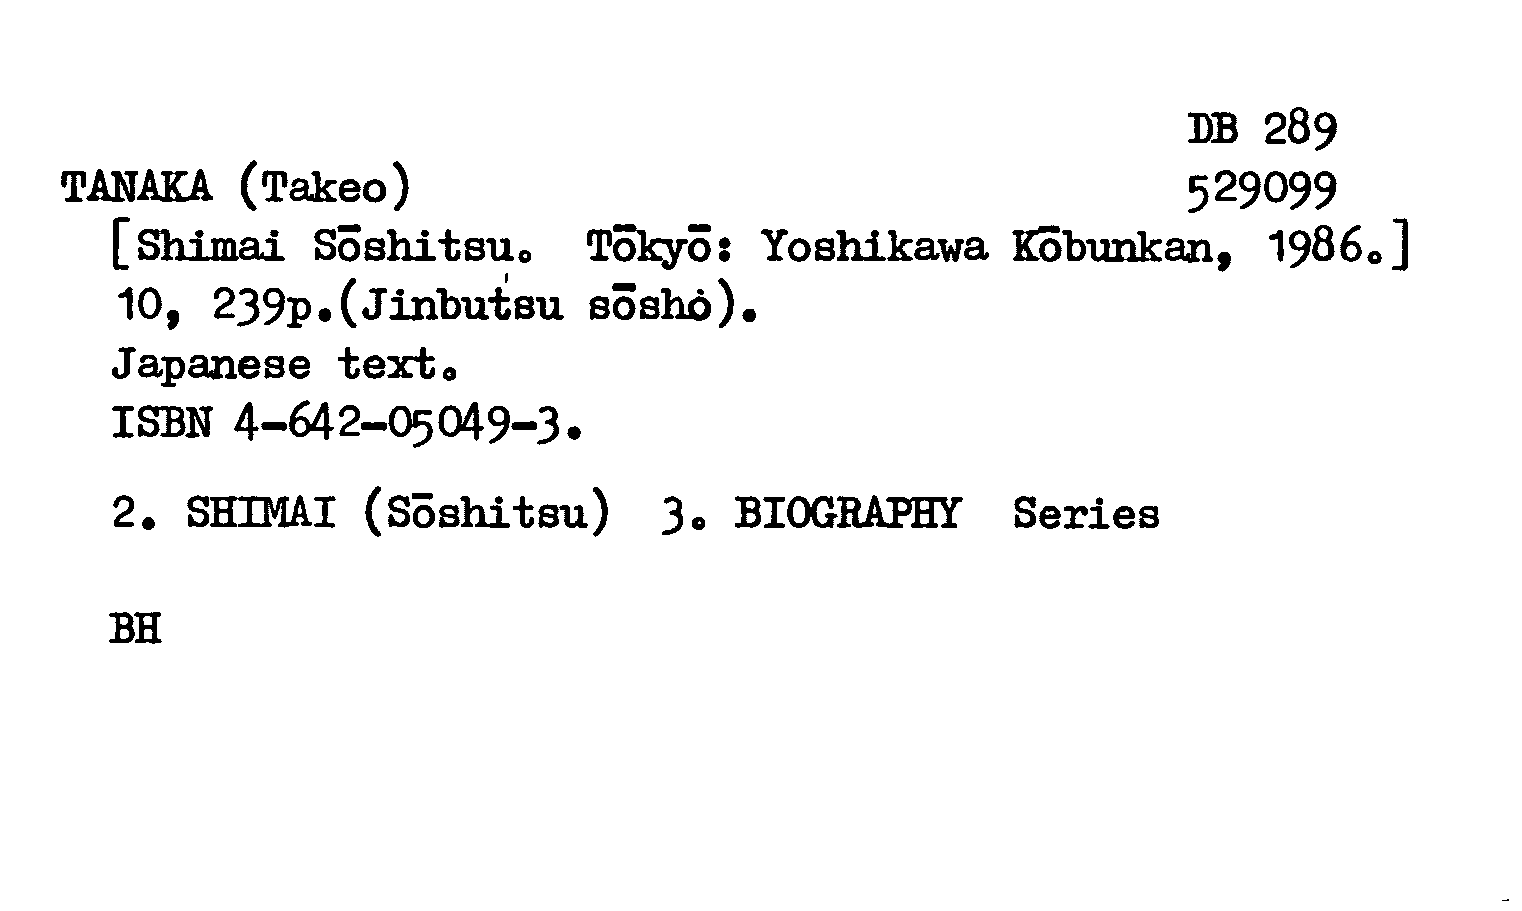 DB 289
TANAKA (Takeo) 529099
[Shimai Sōshitsu. Tōkyō: Yoshikawa Kōbunkan, 1986.]
10, 239p.(Jinbutsu sōsho).
Japanese text.
ISBN 4-642-05049-3.
2. SHIMAI (Sōshitsu) 3. BIOGRAPHY Series
BH